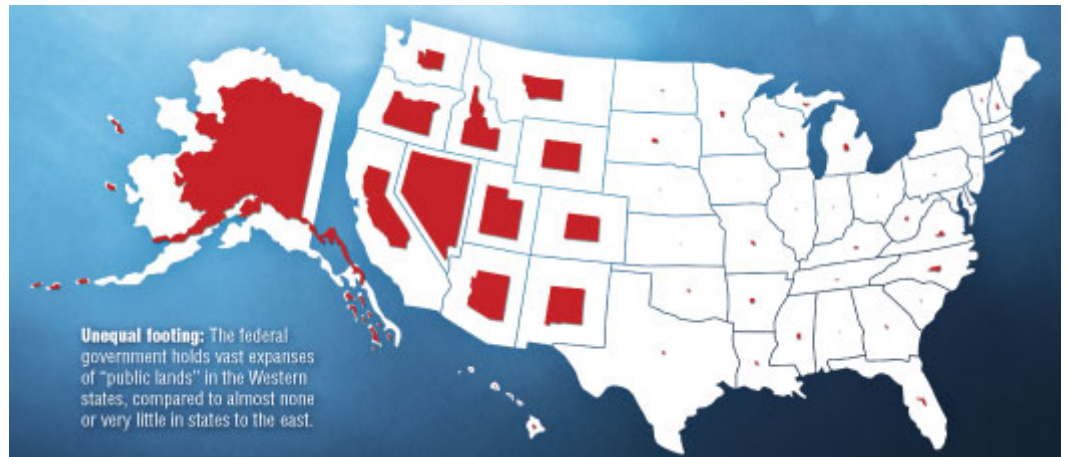 Unequal footing: The federal
government holds vast expanses
of “public lands” in the Western
states, compared to almost none
or very little in states to the east.